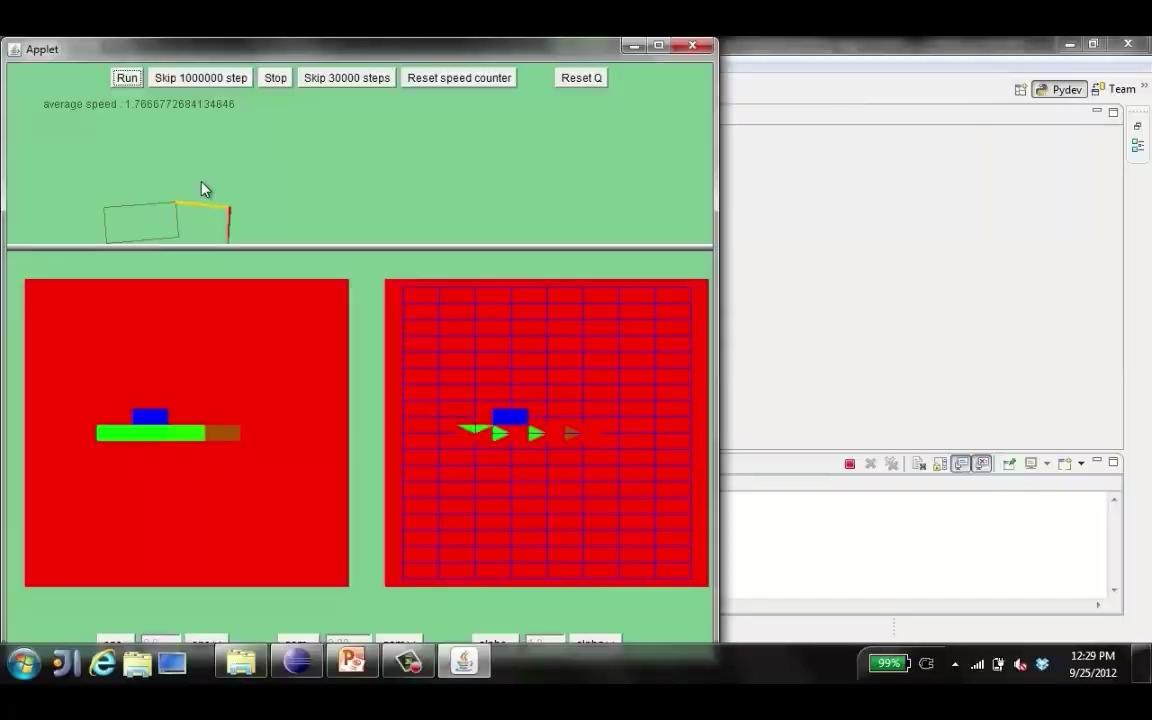 Applet
Run Skip 1000000 step Stop Skip 30000 steps Reset speed counter Reset Q
average speed : 1.7666772684134646
Pydev Team
99%
12:29 PM
9/25/2012